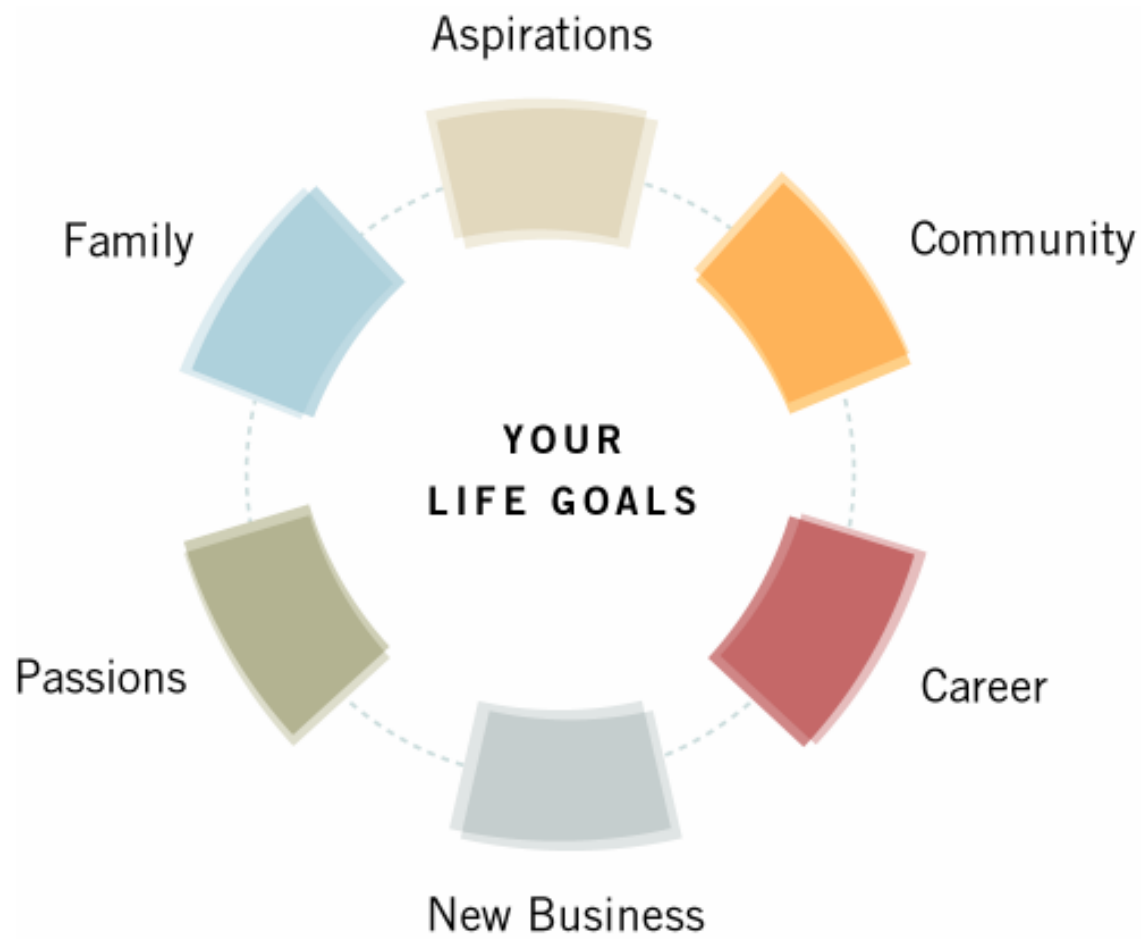 Aspirations
Family
Community
YOUR
LIFE GOALS
Passions
Career
New Business